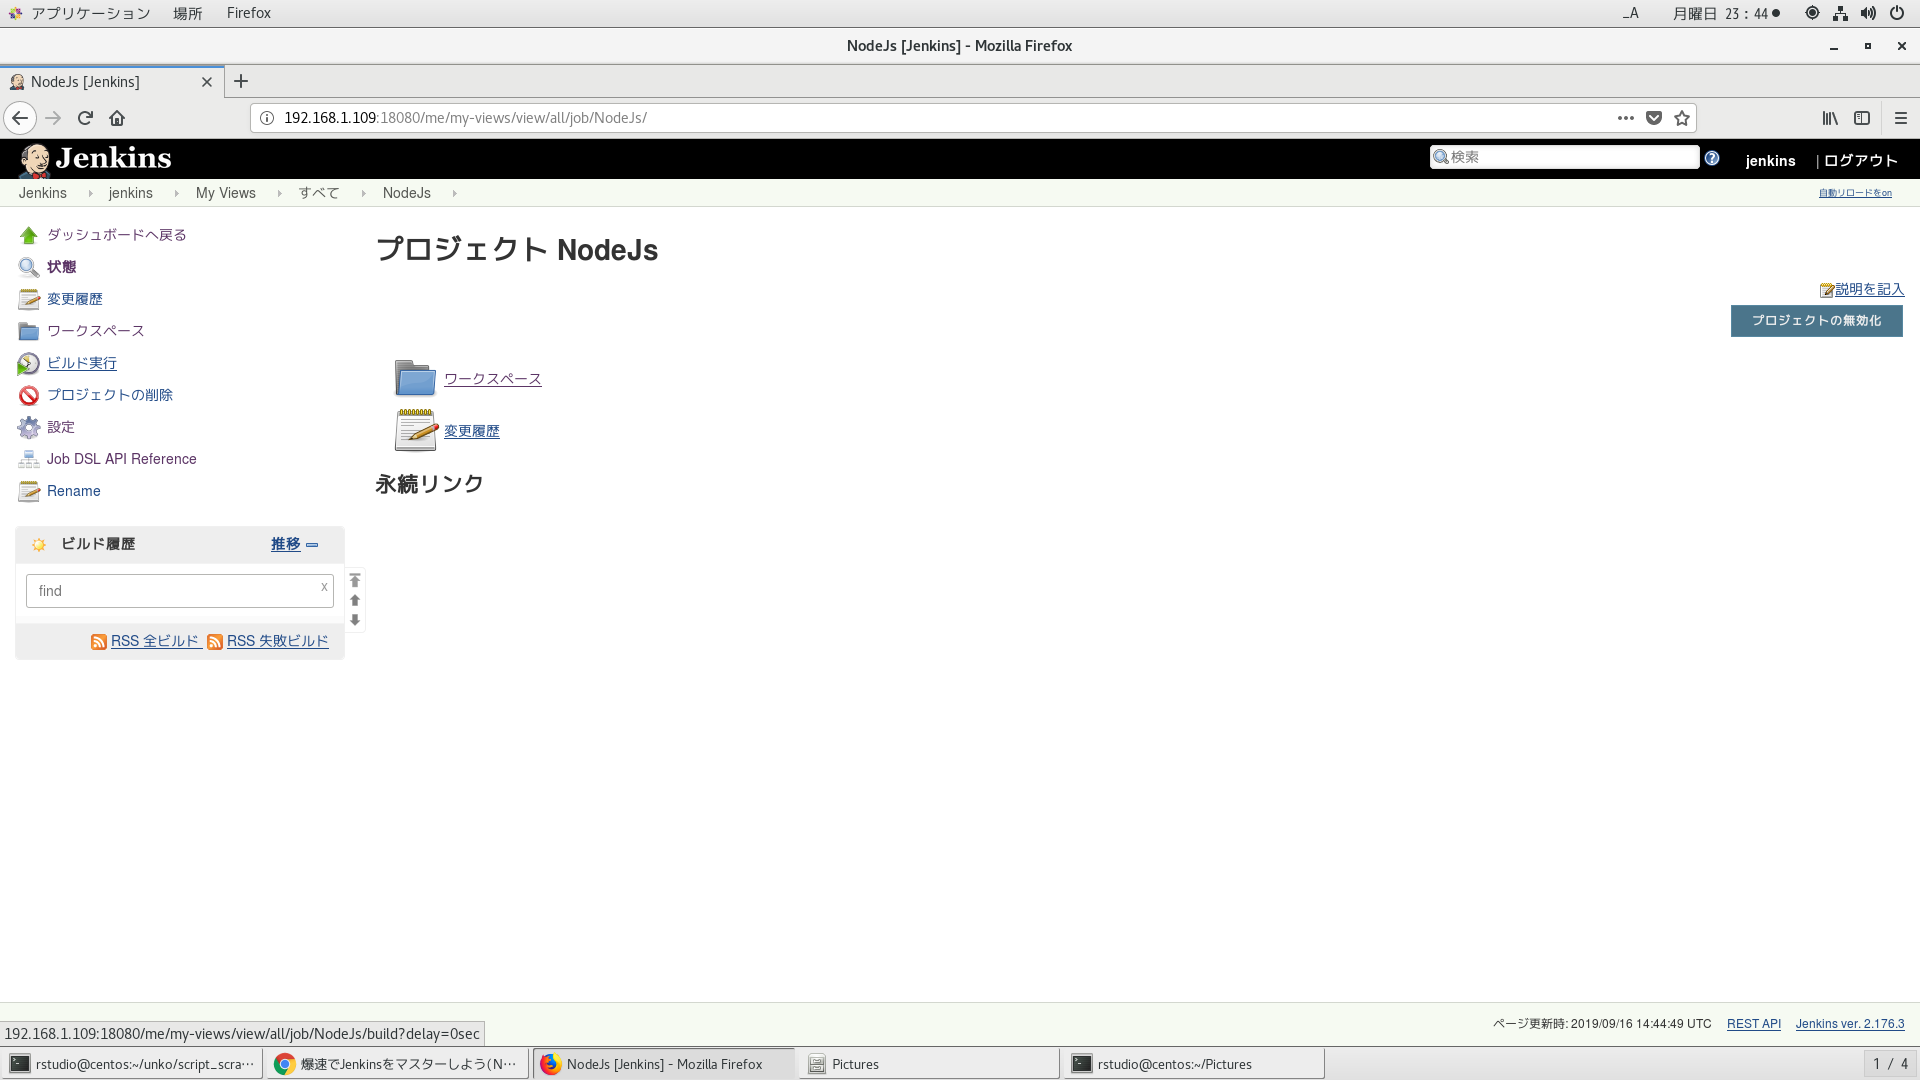 アプリケーション 場所 Firefox _A 月曜日 23 : 44
NodeJs [Jenkins] - Mozilla Firefox
NodeJs [Jenkins]
192.168.1.109:18080/me/my-views/view/all/job/NodeJs/
Jenkins 検索 jenkins | ログアウト
Jenkins jenkins My Views すべて NodeJs 自動リロードをon
ダッシュボードへ戻る
状態
変更履歴
ワークスペース
ビルド実行
プロジェクトの削除
設定
Job DSL API Reference
Rename
ビルド履歴 推移
find x
RSS 全ビルド RSS 失敗ビルド
プロジェクト NodeJs
説明を記入
プロジェクトの無効化
ワークスペース
変更履歴
永続リンク
ページ更新時: 2019/09/16 14:44:49 UTC REST API Jenkins ver. 2.176.3
192.168.1.109:18080/me/my-views/view/all/job/NodeJs/build?delay=0sec
rstudio@centos:~/unko/script_scra… 爆速でJenkinsをマスターしよう(N… NodeJs [Jenkins] - Mozilla Firefox Pictures rstudio@centos:~/Pictures 1 / 4